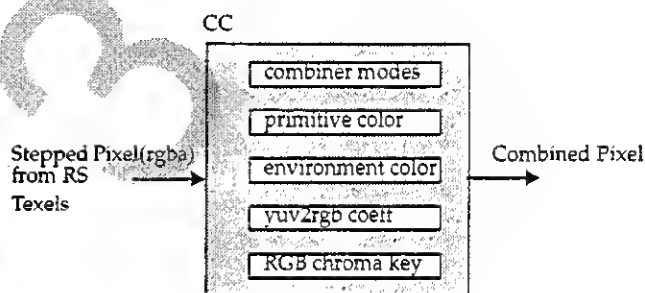 CC
combiner modes
primitive color
environment color
yuv2rgb coeff
RGB chroma key
Stepped Pixel(rgba)
from RS
Texels
Combined Pixel